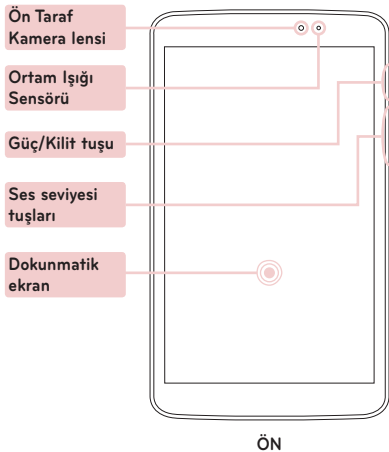 Ön Taraf
Kamera lensi
Ortam Işığı
Sensörü
Güç/Kilit tuşu
Ses seviyesi
tuşları
Dokunmatik
ekran
ÖN